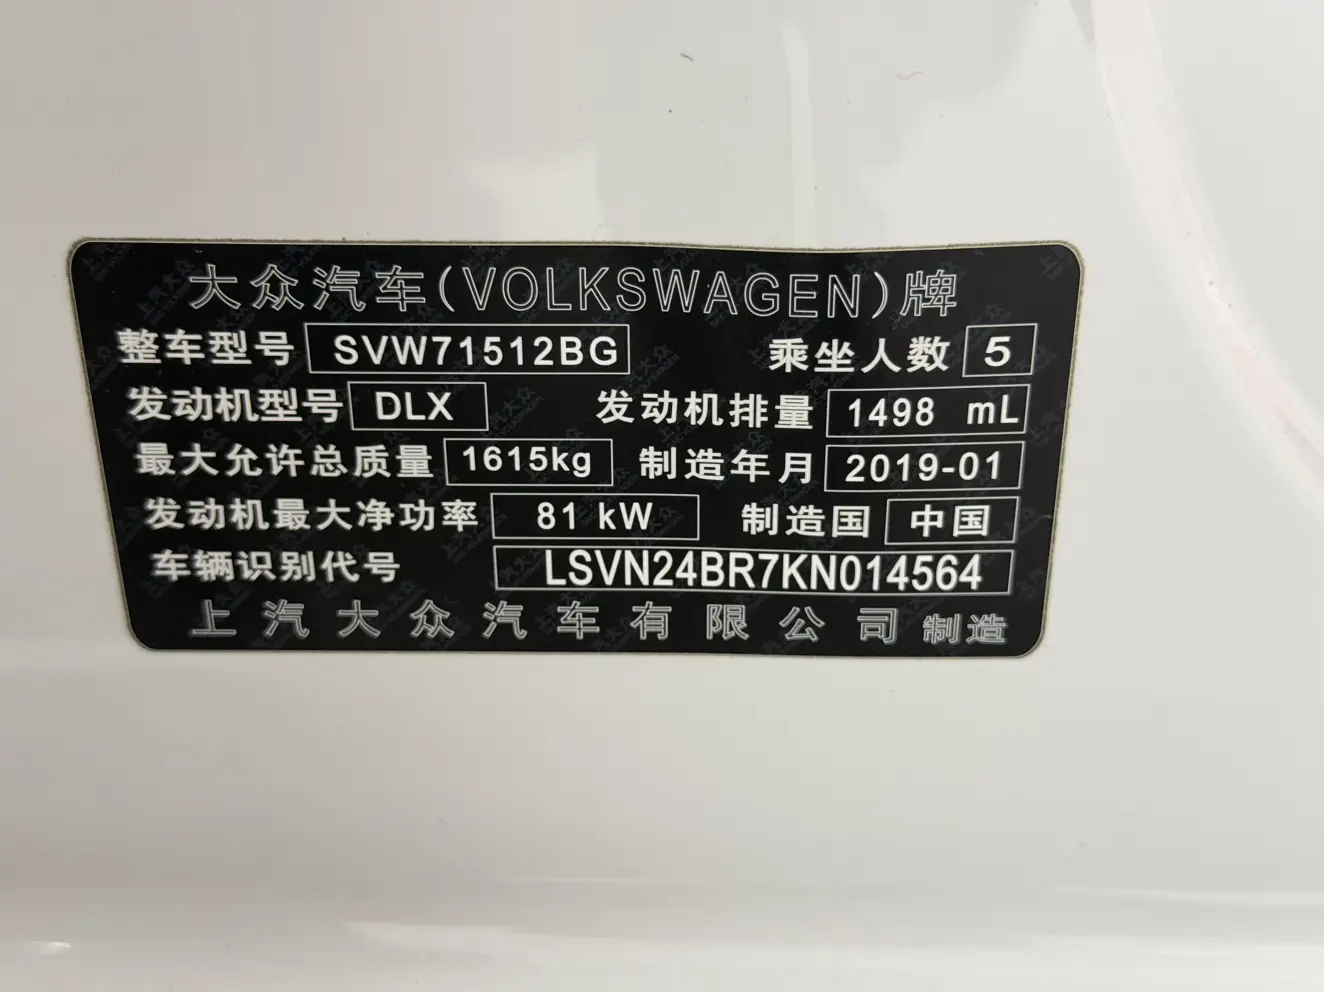 大众汽车(VOLKSWAGEN)牌
整车型号 SVW71512BG 乘坐人数 5
发动机型号 DLX 发动机排量 1498 mL
最大允许总质量 1615kg 制造年月 2019-01
发动机最大净功率 81 kW 制造国 中国
车辆识别代号 LSVN24BR7KN014564
上汽大众汽车有限公司 制造